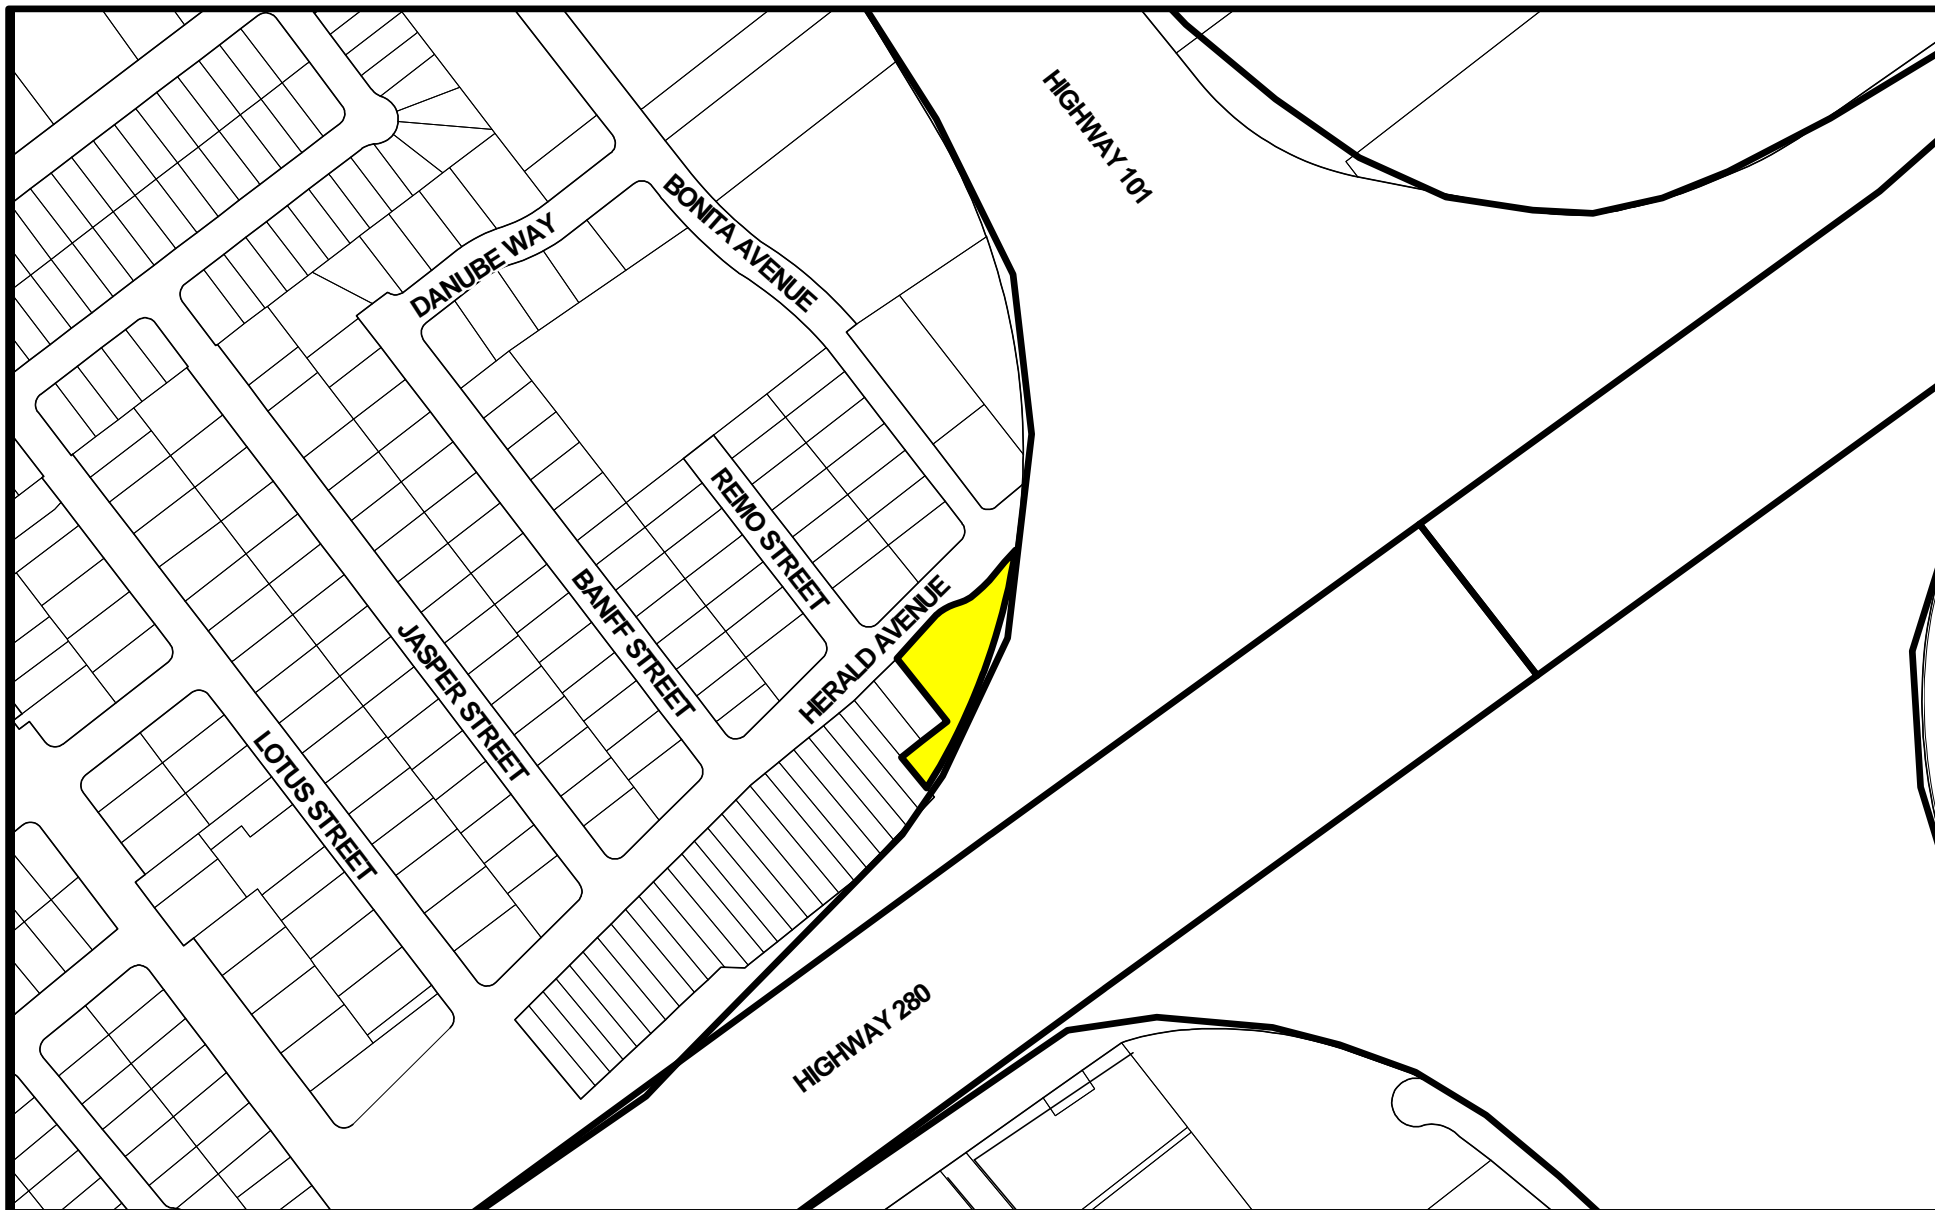 HIGHWAY 101
BONITA AVENUE
DANUBE WAY
REMO STREET
BANFF STREET
HERALD AVENUE
JASPER STREET
LOTUS STREET
HIGHWAY 280